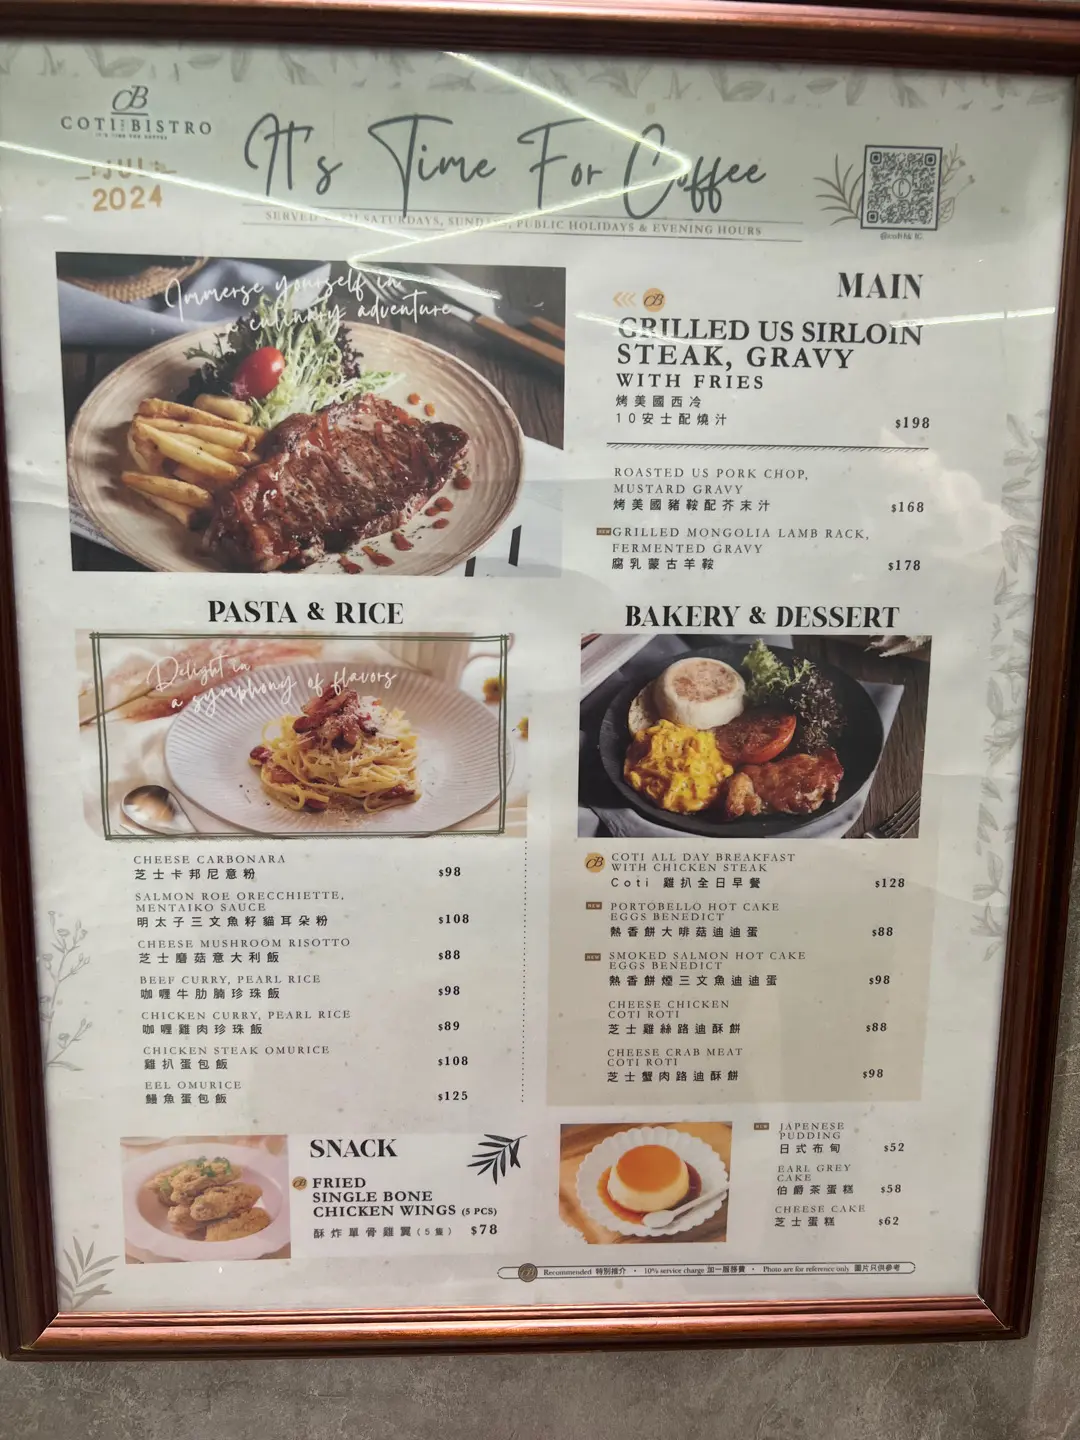 COTI BISTRO
IT'S TIME FOR COFFEE
JUL
2024
It's Time For Coffee
SERVED SATURDAYS, SUNDAYS, PUBLIC HOLIDAYS & EVENING HOURS
Immerse yourself in
a culinary adventure
MAIN
GRILLED US SIRLOIN
STEAK, GRAVY
WITH FRIES
烤美國西冷
10安士配燒汁
$198
ROASTED US PORK CHOP,
MUSTARD GRAVY
烤美國豬鞍配芥末汁
$168
NEW GRILLED MONGOLIA LAMB RACK,
FERMENTED GRAVY
腐乳蒙古羊鞍
$178
PASTA & RICE
Delight in
a symphony of flavors
CHEESE CARBONARA
芝士卡邦尼意粉
$98
SALMON ROE ORECCHIETTE,
MENTAIKO SAUCE
明太子三文魚籽貓耳朵粉
$108
CHEESE MUSHROOM RISOTTO
芝士磨菇意大利飯
$88
BEEF CURRY, PEARL RICE
咖喱牛肋腩珍珠飯
$98
CHICKEN CURRY, PEARL RICE
咖喱雞肉珍珠飯
$89
CHICKEN STEAK OMURICE
雞扒蛋包飯
$108
EEL OMURICE
鰻魚蛋包飯
$125
BAKERY & DESSERT
COTI ALL DAY BREAKFAST
WITH CHICKEN STEAK
Coti 雞扒全日早餐
$128
NEW PORTOBELLO HOT CAKE
EGGS BENEDICT
熱香餅大啡菇迪迪蛋
$88
NEW SMOKED SALMON HOT CAKE
EGGS BENEDICT
熱香餅煙三文魚迪迪蛋
$98
CHEESE CHICKEN
COTI ROTI
芝士雞絲路迪酥餅
$88
CHEESE CRAB MEAT
COTI ROTI
芝士蟹肉路迪酥餅
$98
SNACK
FRIED
SINGLE BONE
CHICKEN WINGS (5 PCS)
酥炸單骨雞翼(5隻)
$78
NEW JAPENESE
PUDDING
日式布甸
$52
EARL GREY
CAKE
伯爵茶蛋糕
$58
CHEESE CAKE
芝士蛋糕
$62
Recommended 特別推介 • 10% service charge 加一服務費 • Photo are for reference only 圖片只供參考